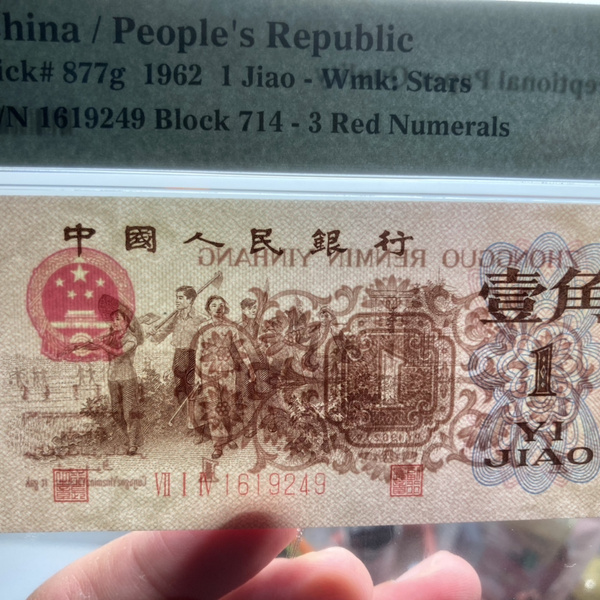 hina / People's Republic
ick# 877g 1962 1 Jiao - Wmk: Stars
/N 1619249 Block 714 - 3 Red Numerals
中國人民銀行
ZHONGGUO RENMIN YINHANG
壹角
1
YI
JIAO
1
VII I IV 1619249